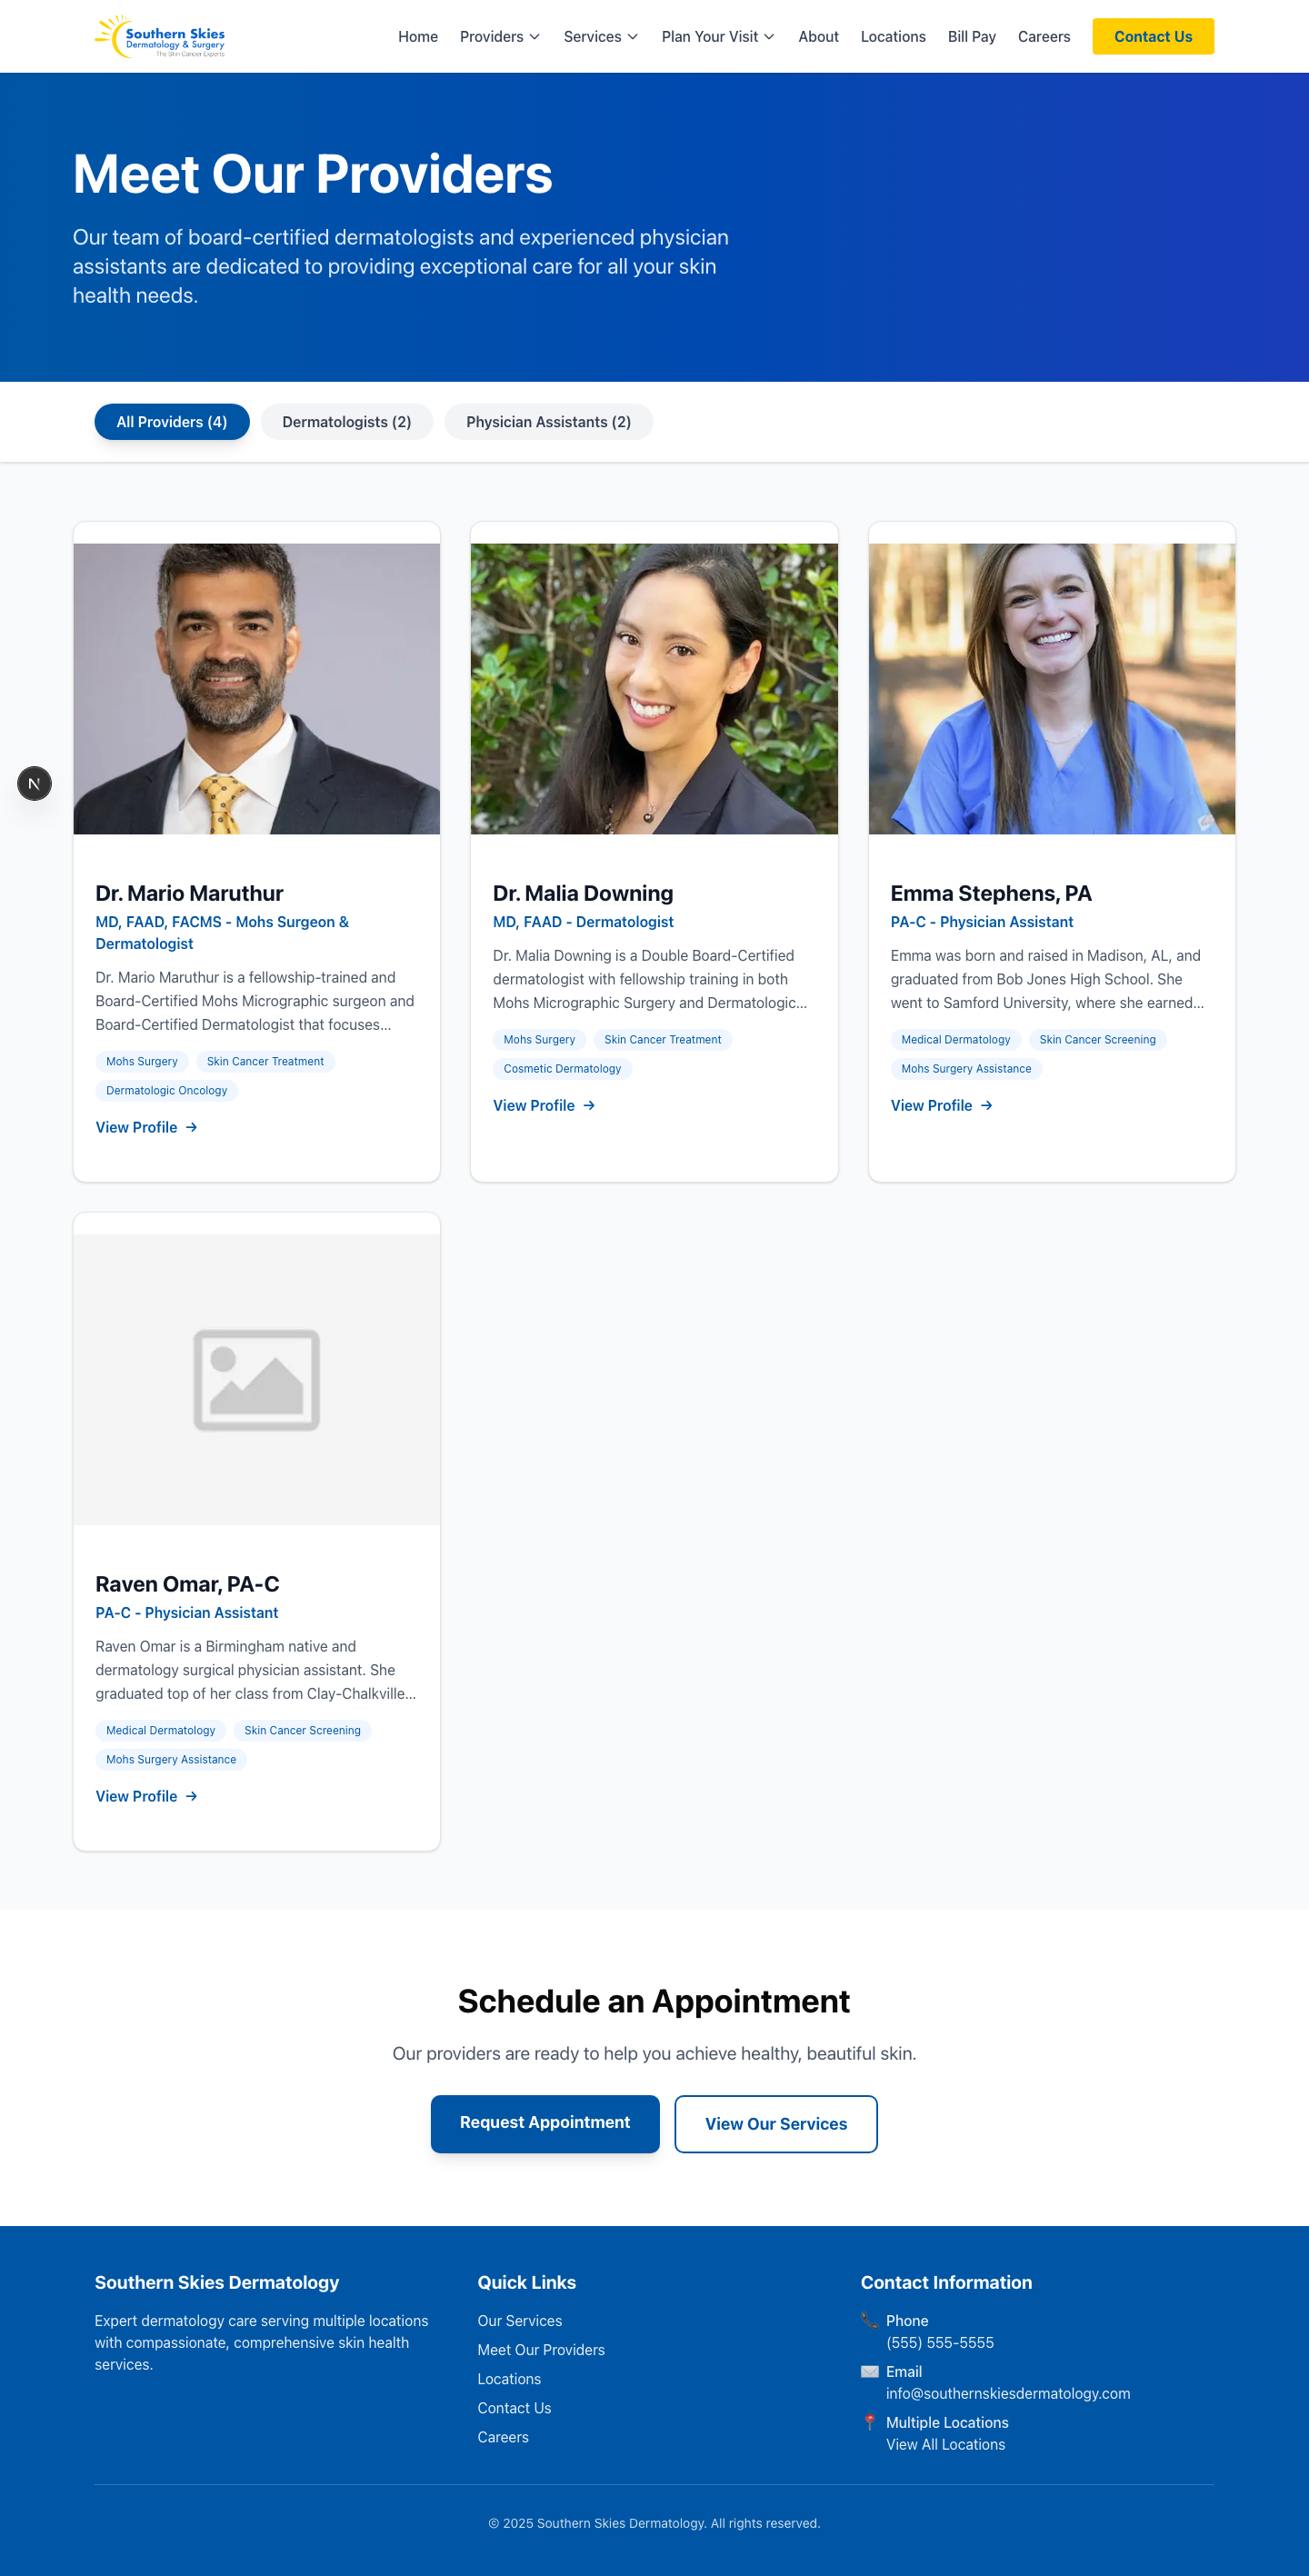 Southern Skies
Dermatology & Surgery
The Skin Cancer Experts
Home
Providers
Services
Plan Your Visit
About
Locations
Bill Pay
Careers
Contact Us
Meet Our Providers
Our team of board-certified dermatologists and experienced physician
assistants are dedicated to providing exceptional care for all your skin
health needs.
All Providers (4)
Dermatologists (2)
Physician Assistants (2)
N
Dr. Mario Maruthur
MD, FAAD, FACMS - Mohs Surgeon &
Dermatologist
Dr. Mario Maruthur is a fellowship-trained and
Board-Certified Mohs Micrographic surgeon and
Board-Certified Dermatologist that focuses...
Mohs Surgery
Skin Cancer Treatment
Dermatologic Oncology
View Profile →
Dr. Malia Downing
MD, FAAD - Dermatologist
Dr. Malia Downing is a Double Board-Certified
dermatologist with fellowship training in both
Mohs Micrographic Surgery and Dermatologic...
Mohs Surgery
Skin Cancer Treatment
Cosmetic Dermatology
View Profile →
Emma Stephens, PA
PA-C - Physician Assistant
Emma was born and raised in Madison, AL, and
graduated from Bob Jones High School. She
went to Samford University, where she earned...
Medical Dermatology
Skin Cancer Screening
Mohs Surgery Assistance
View Profile →
Raven Omar, PA-C
PA-C - Physician Assistant
Raven Omar is a Birmingham native and
dermatology surgical physician assistant. She
graduated top of her class from Clay-Chalkville...
Medical Dermatology
Skin Cancer Screening
Mohs Surgery Assistance
View Profile →
Schedule an Appointment
Our providers are ready to help you achieve healthy, beautiful skin.
Request Appointment
View Our Services
Southern Skies Dermatology
Expert dermatology care serving multiple locations
with compassionate, comprehensive skin health
services.
Quick Links
Our Services
Meet Our Providers
Locations
Contact Us
Careers
Contact Information
Phone
(555) 555-5555
Email
info@southernskiesdermatology.com
Multiple Locations
View All Locations
© 2025 Southern Skies Dermatology. All rights reserved.